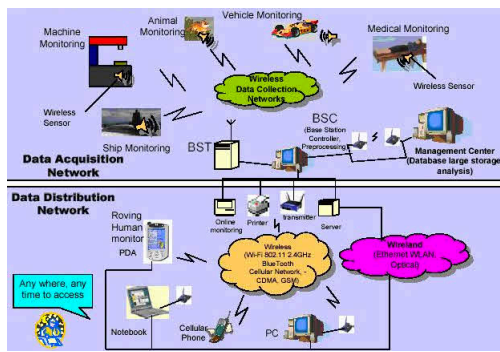 Machine
Monitoring
Animal
Monitoring
Vehicle Monitoring
Medical Monitoring
Wireless
Data Collection
Networks
Wireless Sensor
Wireless
Sensor
Ship Monitoring
BST
BSC
(Base Station
Controller,
Preprocessing)
Management Center
(Database large storage
analysis)
Data Acquisition
Network
Data Distribution
Network
Online
monitoring
Printer
transmitter
Server
Roving
Human
monitor
PDA
Wireless
(Wi-Fi 802.11 2.4GHz
BlueTooth
Cellular Network, -
CDMA, GSM)
Wireland
(Ethernet WLAN,
Optical)
Any where, any
time to access
Notebook
Cellular
Phone
PC